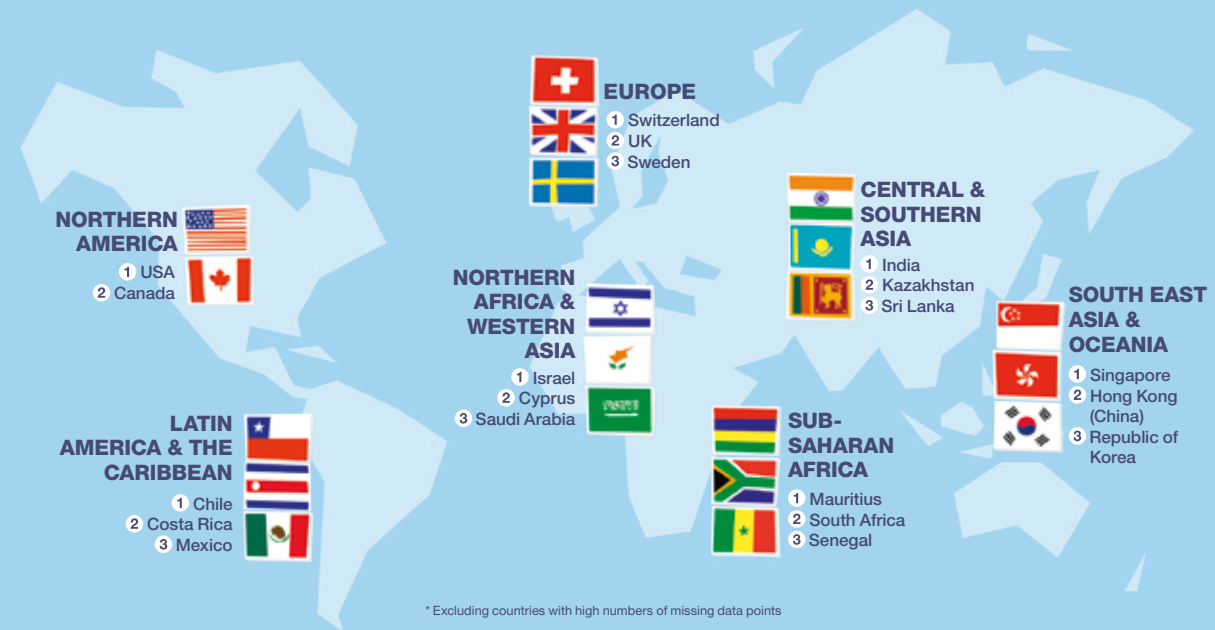 EUROPE
1 Switzerland
2 UK
3 Sweden
NORTHERN
AMERICA
1 USA
2 Canada
CENTRAL &
SOUTHERN
ASIA
1 India
2 Kazakhstan
3 Sri Lanka
NORTHERN
AFRICA &
WESTERN
ASIA
1 Israel
2 Cyprus
3 Saudi Arabia
SOUTH EAST
ASIA &
OCEANIA
1 Singapore
2 Hong Kong
(China)
3 Republic of
Korea
LATIN
AMERICA & THE
CARIBBEAN
1 Chile
2 Costa Rica
3 Mexico
SUB-
SAHARAN
AFRICA
1 Mauritius
2 South Africa
3 Senegal
* Excluding countries with high numbers of missing data points